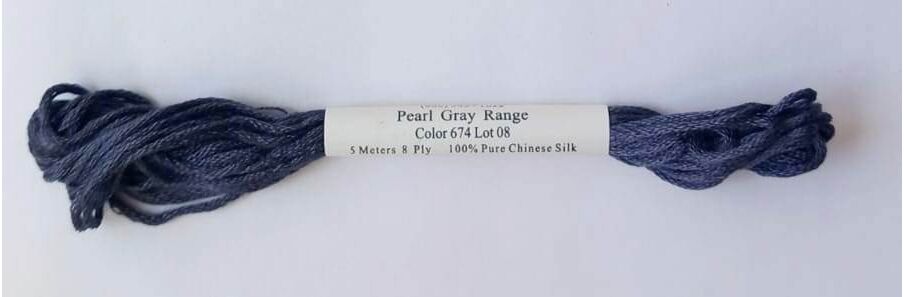 Pearl Gray Range
Color 674 Lot 08
5 Meters 8 Ply 100% Pure Chinese Silk